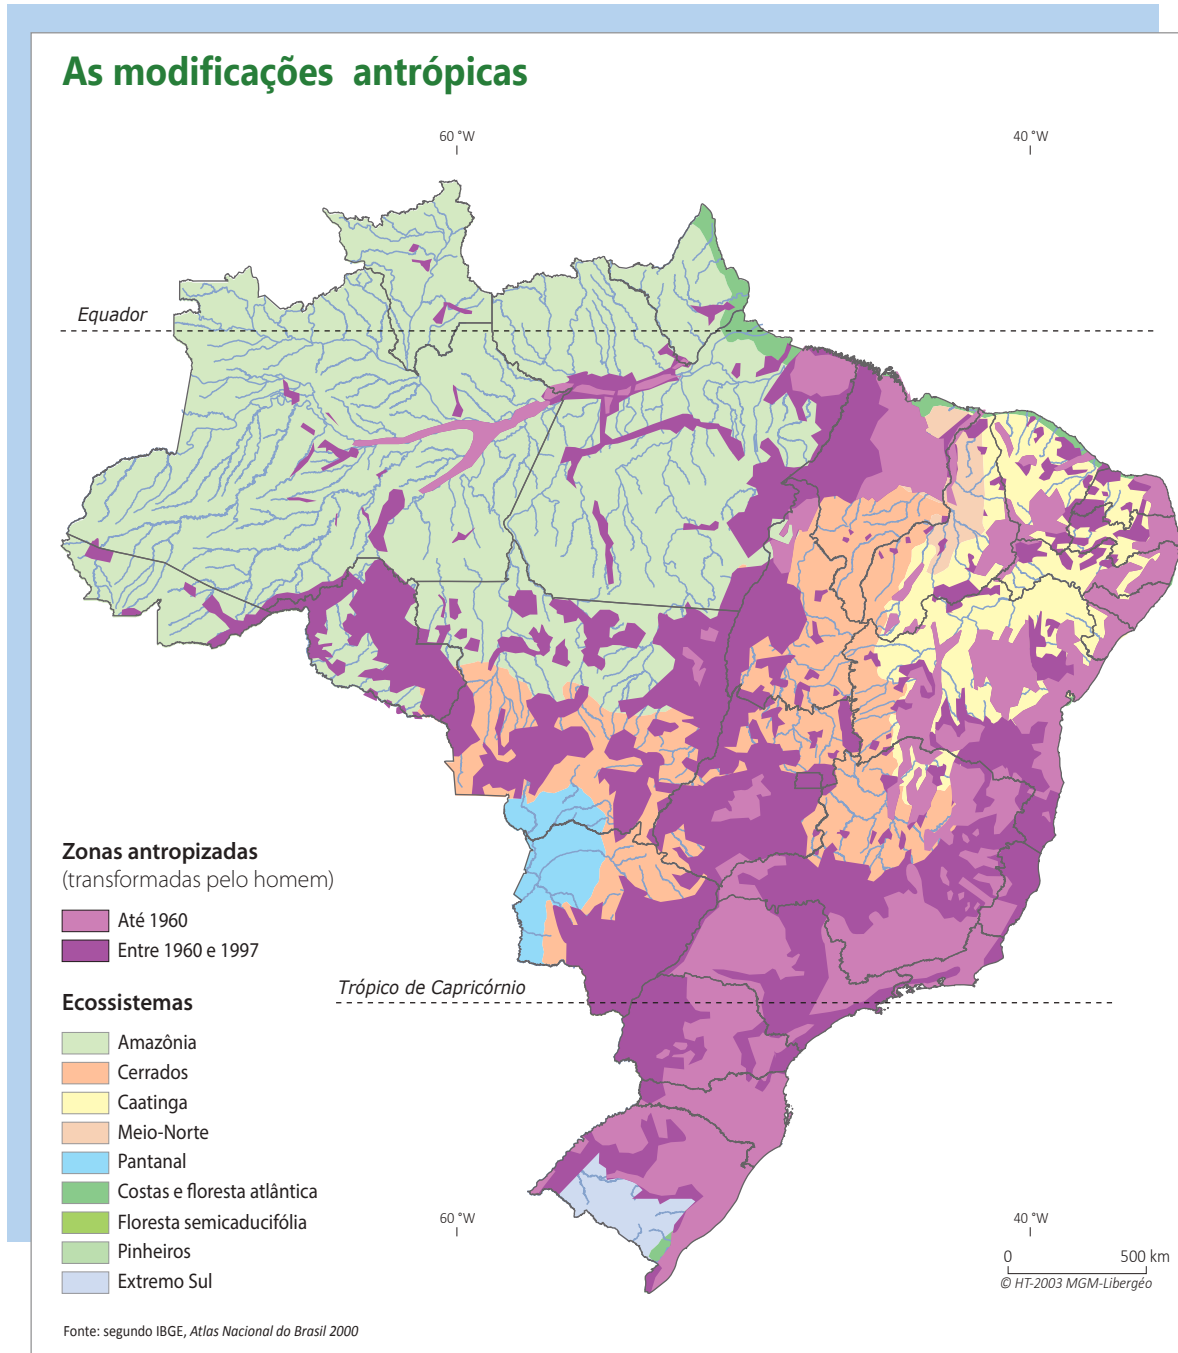 As modificações antrópicas
60 °W
40 °W
Equador
Trópico de Capricórnio
Zonas antropizadas
(transformadas pelo homem)
Até 1960
Entre 1960 e 1997
Ecossistemas
Amazônia
Cerrados
Caatinga
Meio-Norte
Pantanal
Costas e floresta atlântica
Floresta semicaducifólia
Pinheiros
Extremo Sul
60 °W
40 °W
0 500 km
© HT-2003 MGM-Libergéo
Fonte: segundo IBGE, Atlas Nacional do Brasil 2000